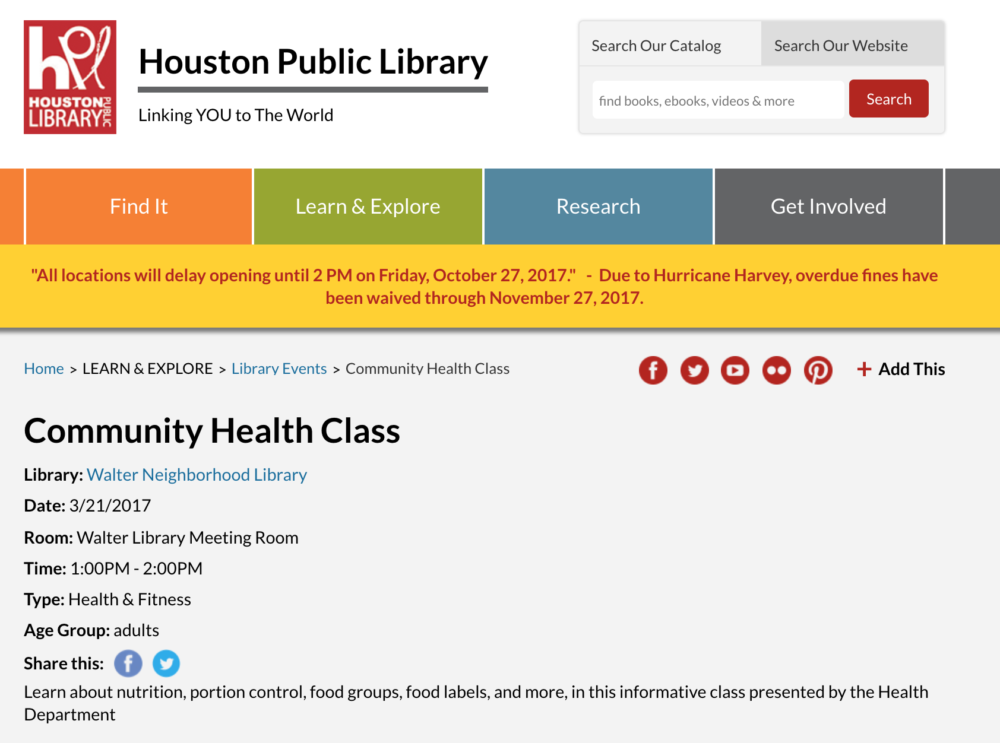 hpl
HOUSTON
LIBRARY
PUBLIC
Houston Public Library
Linking YOU to The World
Search Our Catalog
Search Our Website
find books, ebooks, videos & more
Search
Find It
Learn & Explore
Research
Get Involved
"All locations will delay opening until 2 PM on Friday, October 27, 2017."  -  Due to Hurricane Harvey, overdue fines have
been waived through November 27, 2017.
Home > LEARN & EXPLORE > Library Events > Community Health Class
+ Add This
Community Health Class
Library: Walter Neighborhood Library
Date: 3/21/2017
Room: Walter Library Meeting Room
Time: 1:00PM - 2:00PM
Type: Health & Fitness
Age Group: adults
Share this:
Learn about nutrition, portion control, food groups, food labels, and more, in this informative class presented by the Health
Department